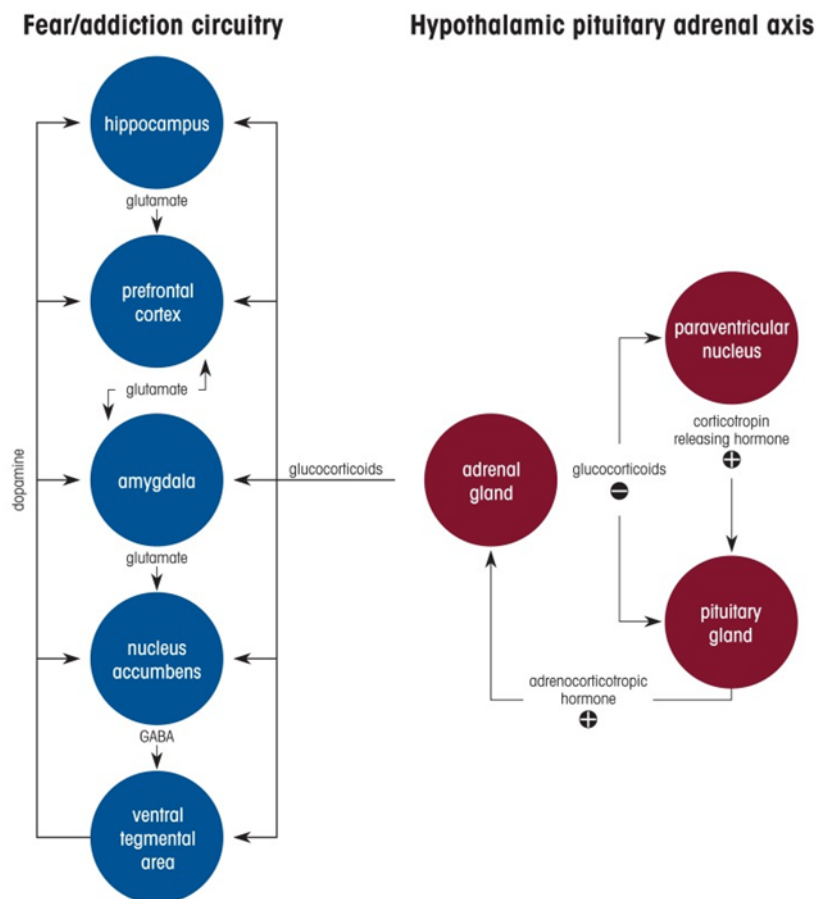 Fear/addiction circuitry
Hypothalamic pituitary adrenal axis
hippocampus
glutamate
prefrontal
cortex
glutamate
dopamine
amygdala
glutamate
nucleus
accumbens
GABA
ventral
tegmental
area
glucocorticoids
adrenal
gland
glucocorticoids
−
paraventricular
nucleus
corticotropin
releasing hormone
+
pituitary
gland
adrenocorticotropic
hormone
+